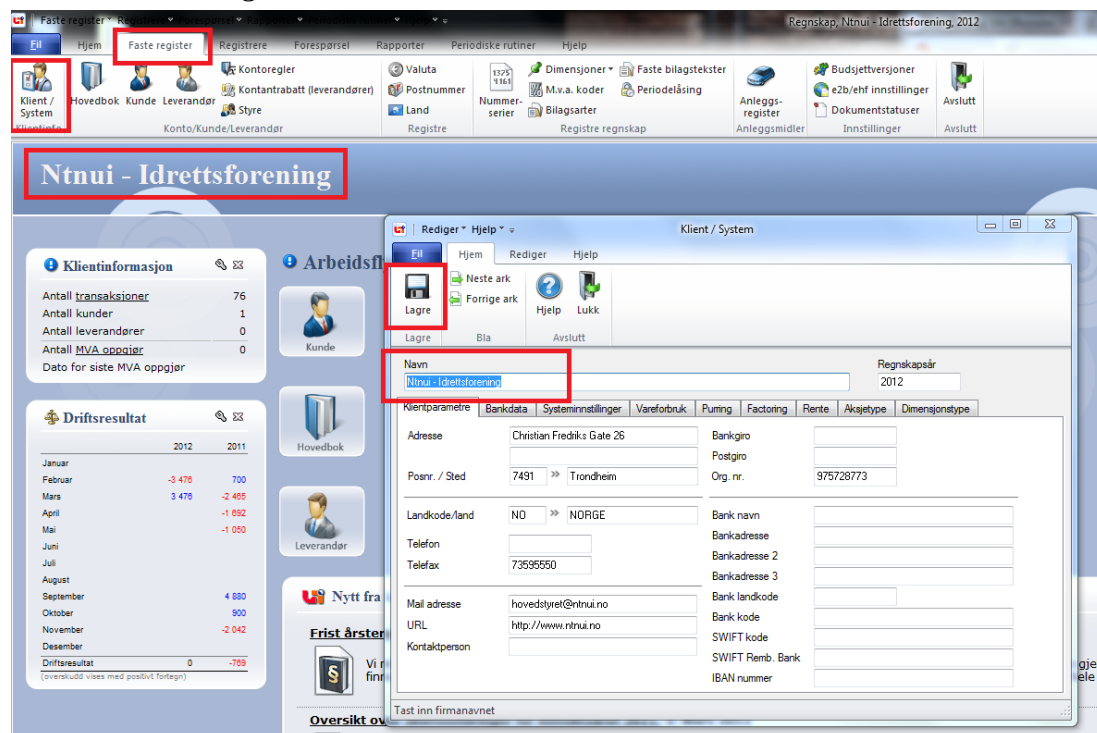 Faste register Registrere Forespørsel Rapporter Periodiske rutiner Hjelp
Regnskap, Ntnui - Idrettsforening, 2012
Fil Hjem Faste register Registrere Forespørsel Rapporter Periodiske rutiner Hjelp
Klient / System
Hovedbok
Kunde
Leverandør
Kontoregler
Kontantrabatt (leverandører)
Styre
Valuta
Postnummer
Land
Nummer-
serier
Dimensjoner
M.v.a. koder
Bilagsarter
Faste bilagstekster
Periodelåsing
Anleggs-
register
Budsjettversjoner
e2b/ehf innstillinger
Dokumentstatuser
Avslutt
Klientinfo Konto/Kunde/Leverandør Registre Registre regnskap Anleggsmidler Innstillinger Avslutt
Ntnui - Idrettsforening
Klientinformasjon
Antall transaksjoner 76
Antall kunder 1
Antall leverandører 0
Antall MVA oppgjør 0
Dato for siste MVA oppgjør
Driftsresultat
2012 2011
Januar
Februar -3 476 700
Mars 3 476 -2 465
April -1 692
Mai -1 050
Juni
Juli
August
September 4 880
Oktober 900
November -2 042
Desember
Driftsresultat 0 -769
(overskudd vises med positivt fortegn)
Kunde
Hovedbok
Leverandør
Nytt fra
Rediger Hjelp
Klient / System
Fil Hjem Rediger Hjelp
Lagre
Neste ark
Forrige ark
Hjelp
Lukk
Lagre Bla Avslutt
Navn Regnskapsår
Ntnui - Idrettsforening 2012
Klientparametre Bankdata Systeminnstillinger Vareforbruk Purring Factoring Rente Aksjetype Dimensjonstype
Adresse Christian Fredriks Gate 26
Posnr. / Sted 7491 >> Trondheim
Landkode/land NO >> NORGE
Telefon
Telefax 73595550
Mail adresse hovedstyret@ntnui.no
URL http://www.ntnui.no
Kontaktperson
Bankgiro
Postgiro
Org. nr. 975728773
Bank navn
Bankadresse
Bankadresse 2
Bankadresse 3
Bank landkode
Bank kode
SWIFT kode
SWIFT Remb. Bank
IBAN nummer
Tast inn firmanavnet